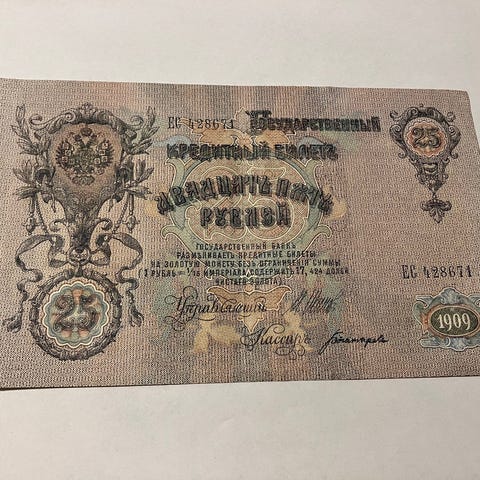 ЕС 428671 Государственный 25
Кредитный Билетъ
Двадцать пять
Рублей
ГОСУДАРСТВЕННЫЙ БАНКЪ
РАЗМѢНИВАЕТЪ КРЕДИТНЫЕ БИЛЕТЫ
НА ЗОЛОТУЮ МОНЕТУ БЕЗЪ ОГРАНИЧЕНІЯ СУММЫ
(1 РУБЛЬ = 1/15 ИМПЕРІАЛА, СОДЕРЖИТЪ 17,424 ДОЛЕЙ
ЧИСТАГО ЗОЛОТА)
ЕС 428671
25
Управляющій
Кассиръ
1909